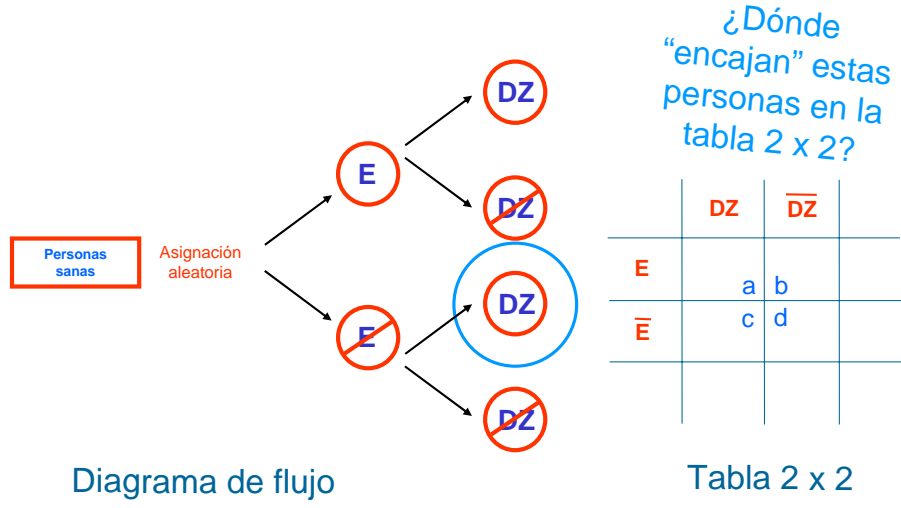 ¿Dónde
“encajan” estas
personas en la
tabla 2 x 2?
DZ
E
DZ
Personas
sanas
Asignación
aleatoria
DZ
E
DZ
DZ DZ
E
a b
c d
E
Diagrama de flujo
Tabla 2 x 2